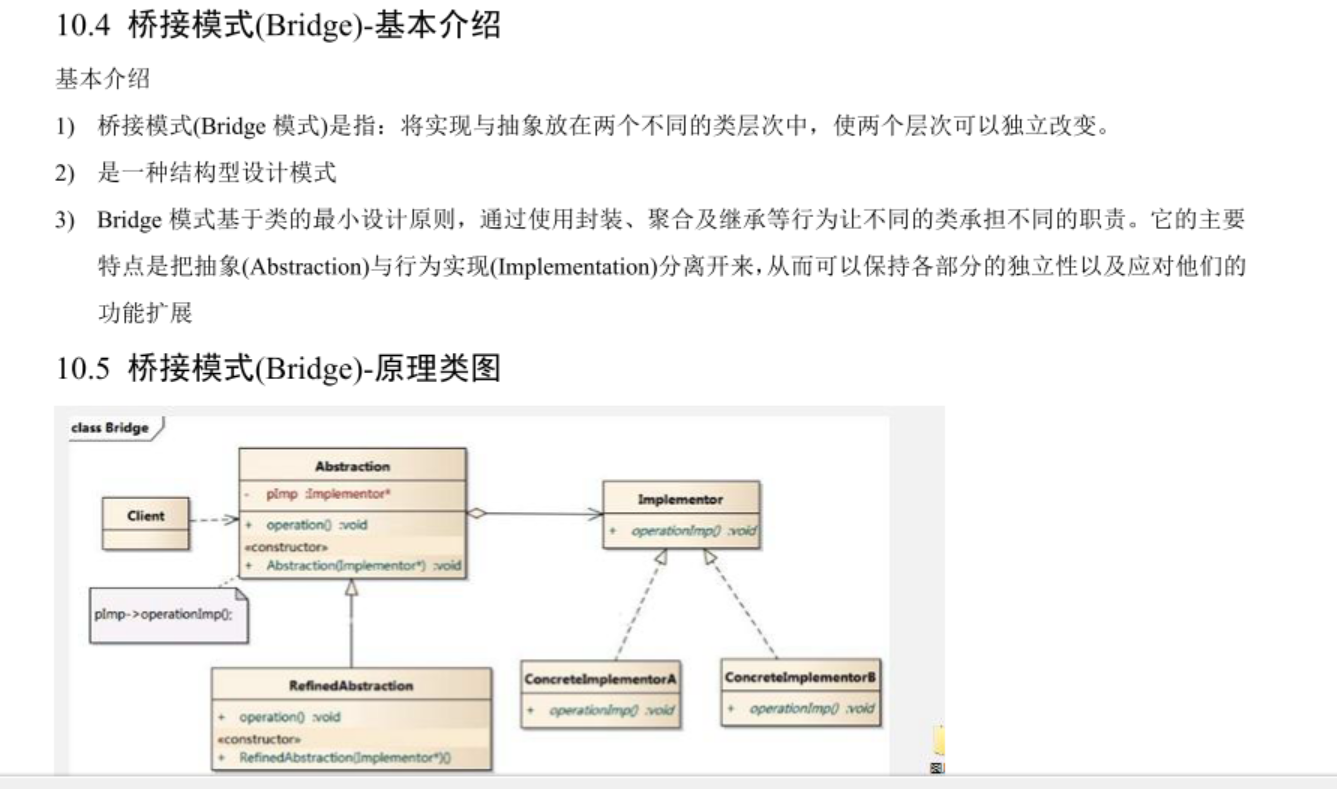 10.4 桥接模式(Bridge)-基本介绍
基本介绍
1) 桥接模式(Bridge 模式)是指：将实现与抽象放在两个不同的类层次中，使两个层次可以独立改变。
2) 是一种结构型设计模式
3) Bridge 模式基于类的最小设计原则，通过使用封装、聚合及继承等行为让不同的类承担不同的职责。它的主要
特点是把抽象(Abstraction)与行为实现(Implementation)分离开来，从而可以保持各部分的独立性以及应对他们的
功能扩展
10.5 桥接模式(Bridge)-原理类图
class Bridge
Abstraction
- pImp :Implementor*
+ operation() :void
«constructor»
+ Abstraction(Implementor*) :void
Client
Implementor
+ operationImp() :void
pImp->operationImp();
RefinedAbstraction
+ operation() :void
«constructor»
+ RefinedAbstraction(Implementor*)()
ConcreteImplementorA
+ operationImp() :void
ConcreteImplementorB
+ operationImp() :void